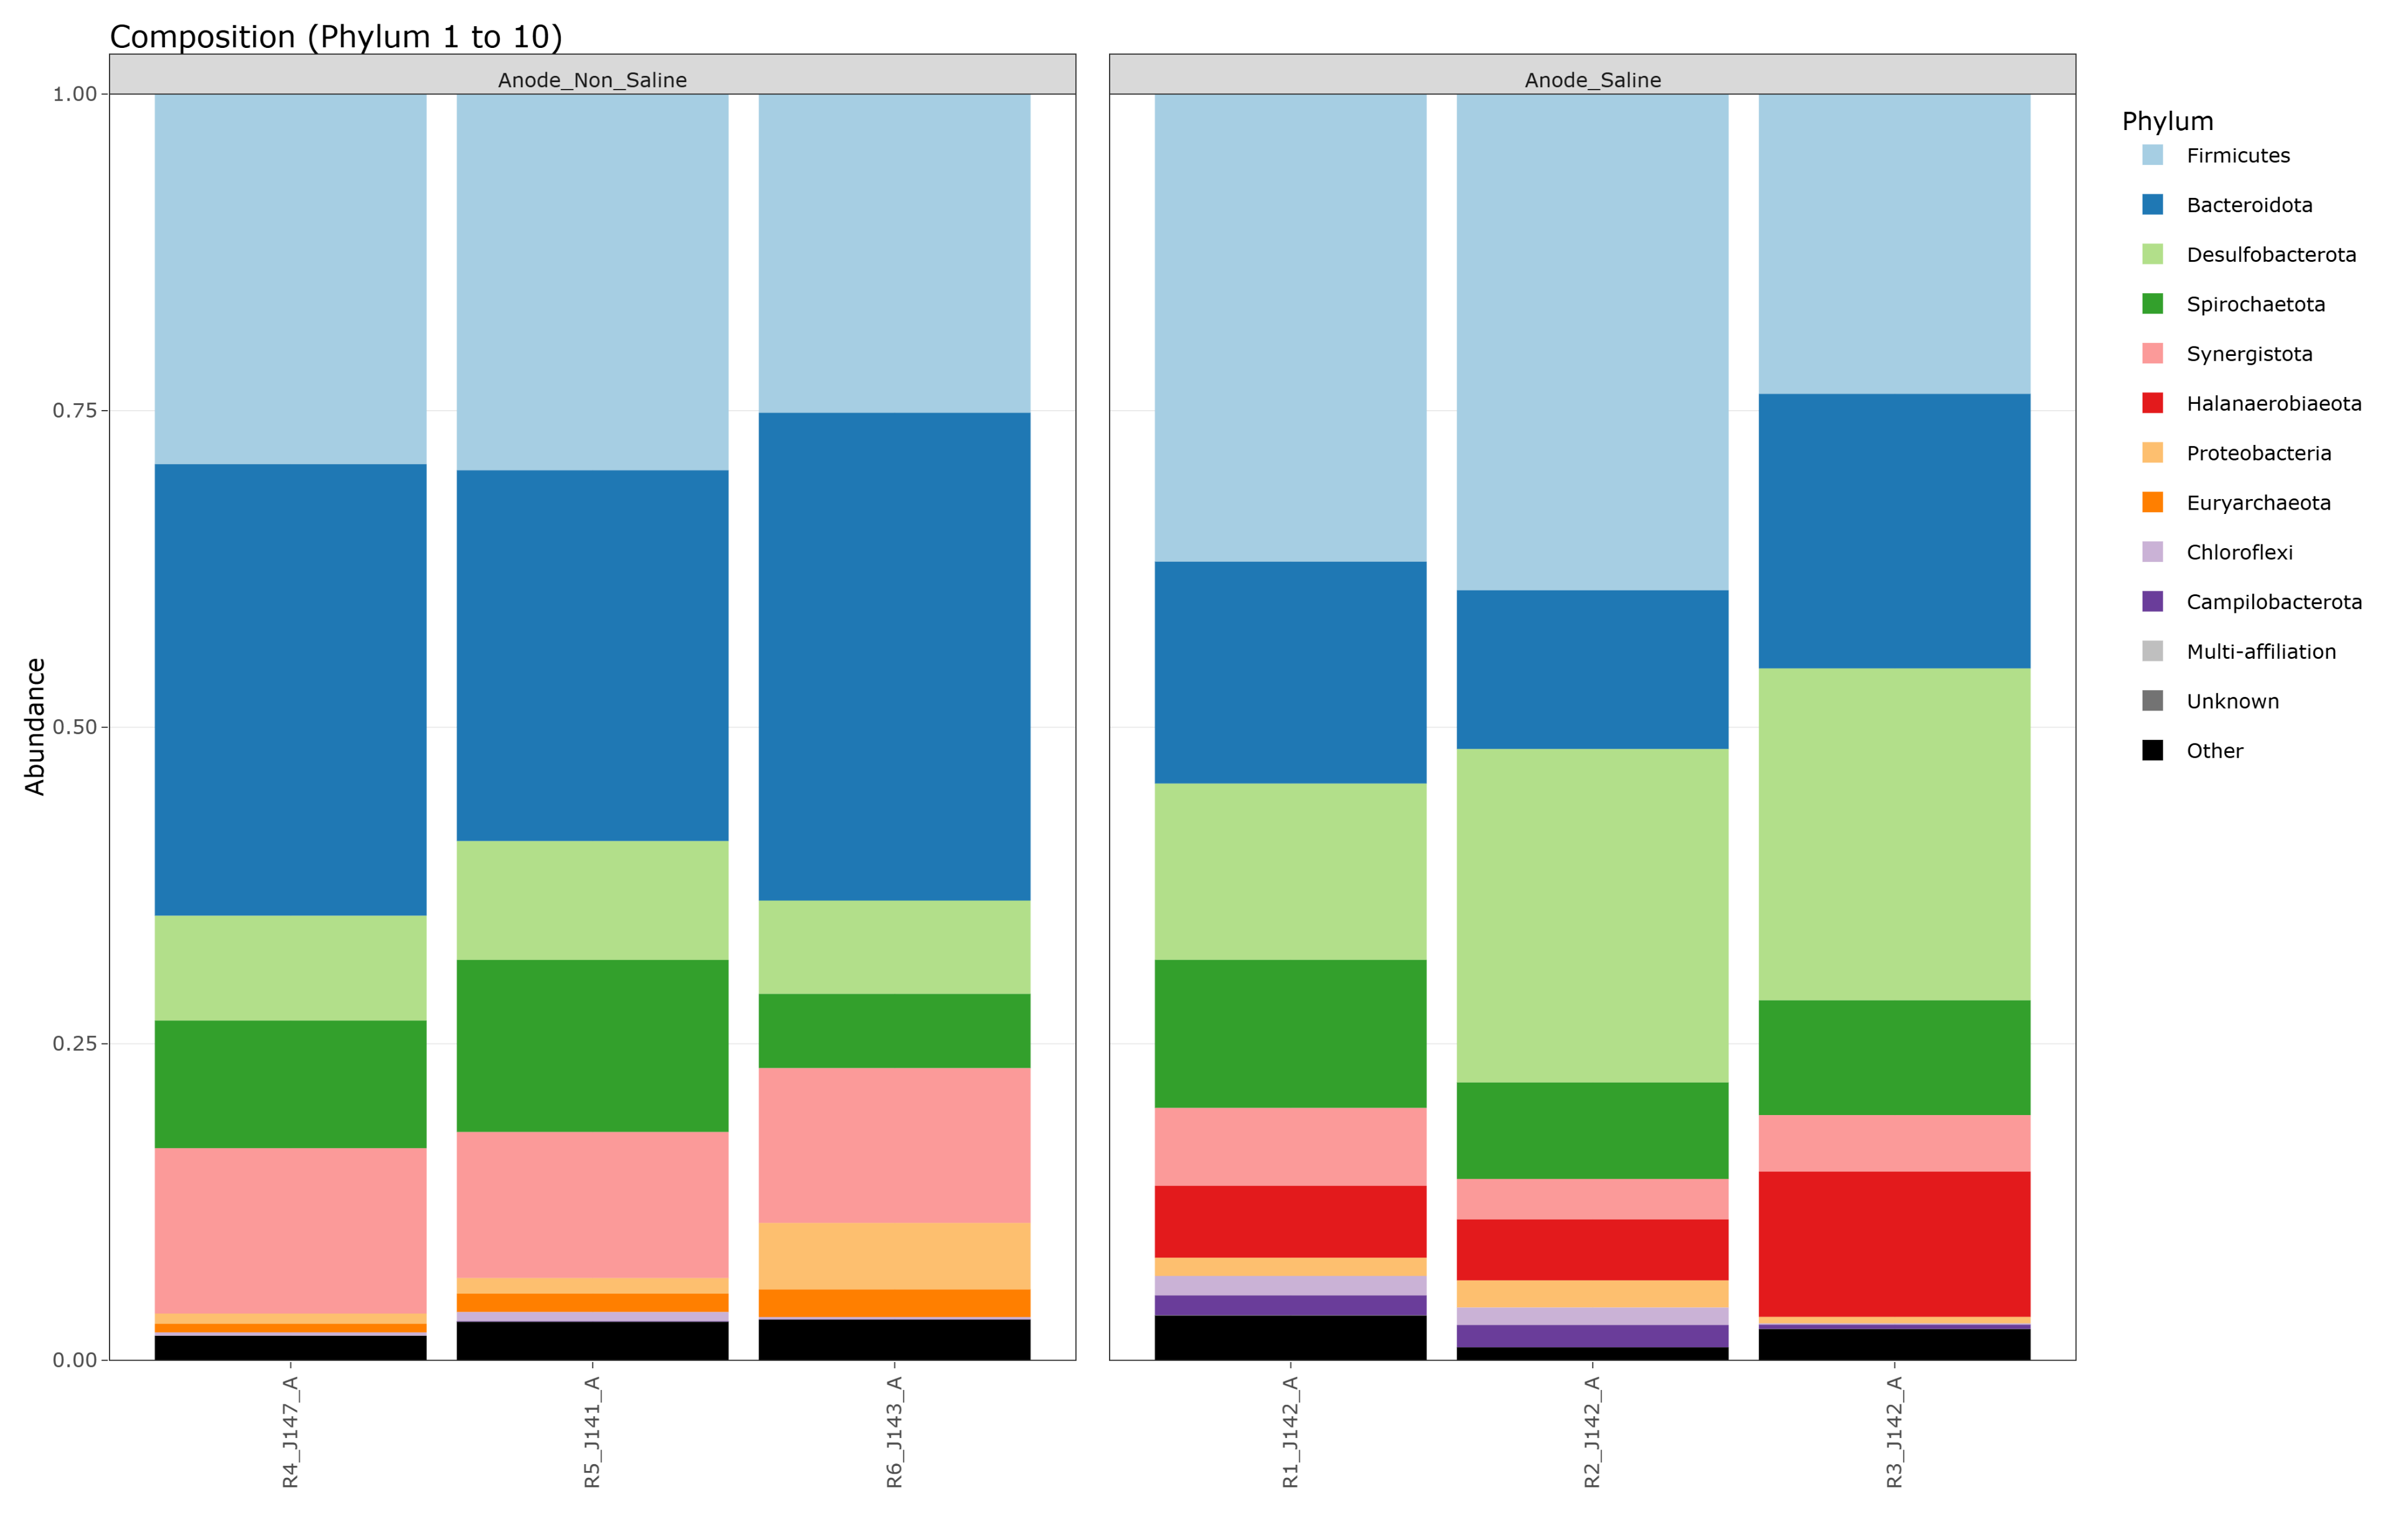 Composition (Phylum 1 to 10)
Anode_Non_Saline
Anode_Saline
1.00
0.75
0.50
0.25
0.00
Abundance
R4_J147_A
R5_J141_A
R6_J143_A
R1_J142_A
R2_J142_A
R3_J142_A
Phylum
Firmicutes
Bacteroidota
Desulfobacterota
Spirochaetota
Synergistota
Halanaerobiaeota
Proteobacteria
Euryarchaeota
Chloroflexi
Campilobacterota
Multi-affiliation
Unknown
Other